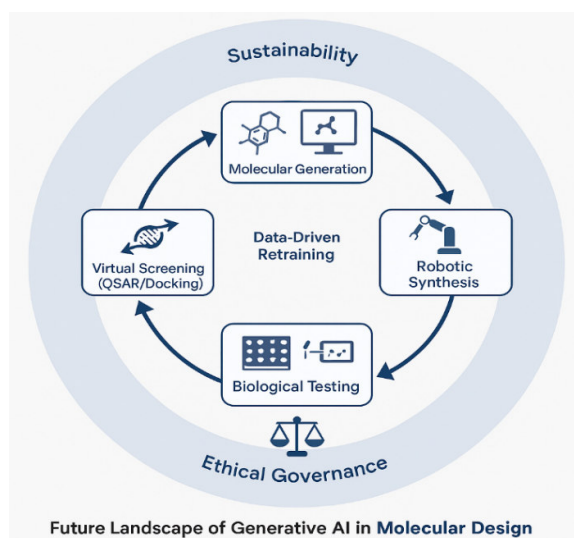 Sustainability
Molecular Generation
Data-Driven
Retraining
Virtual Screening
(QSAR/Docking)
Robotic
Synthesis
Biological Testing
Ethical Governance
Future Landscape of Generative AI in Molecular Design